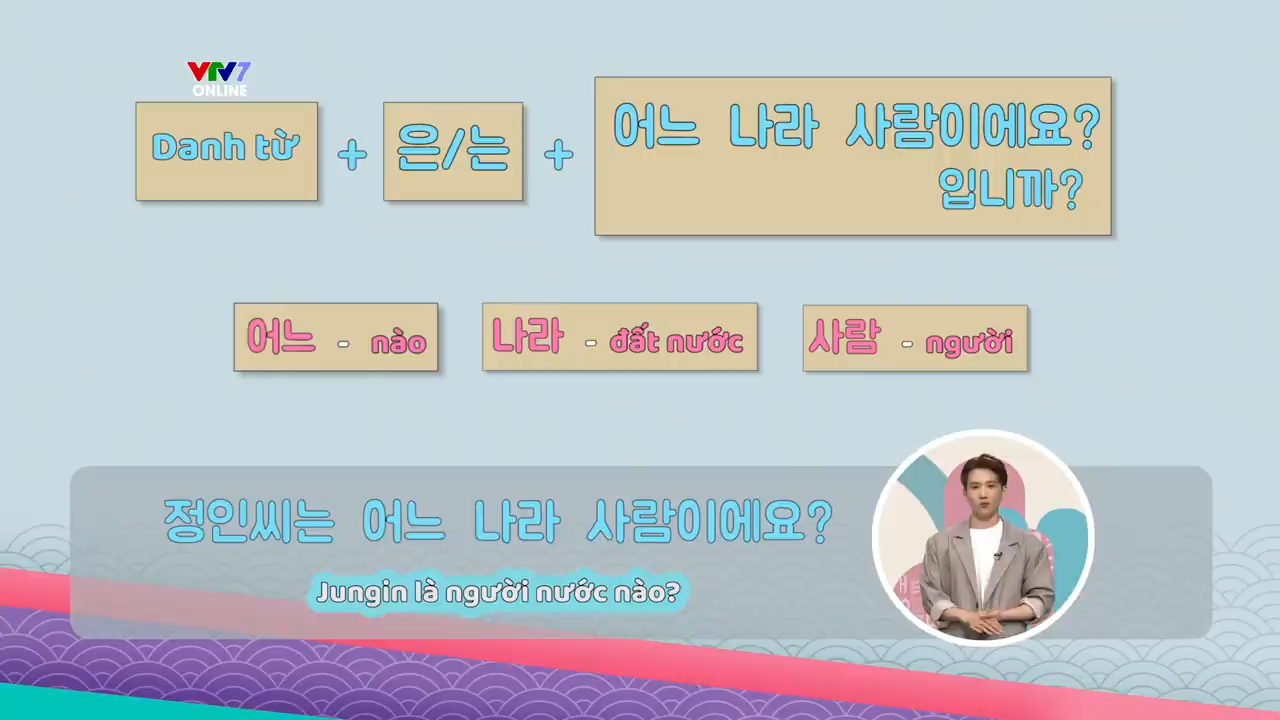 VTV7
ONLINE
Danh từ + 은/는 + 어느 나라 사람이에요?
입니까?
어느 - nào
나라 - đất nước
사람 - người
정인씨는 어느 나라 사람이에요?
Jungin là người nước nào?